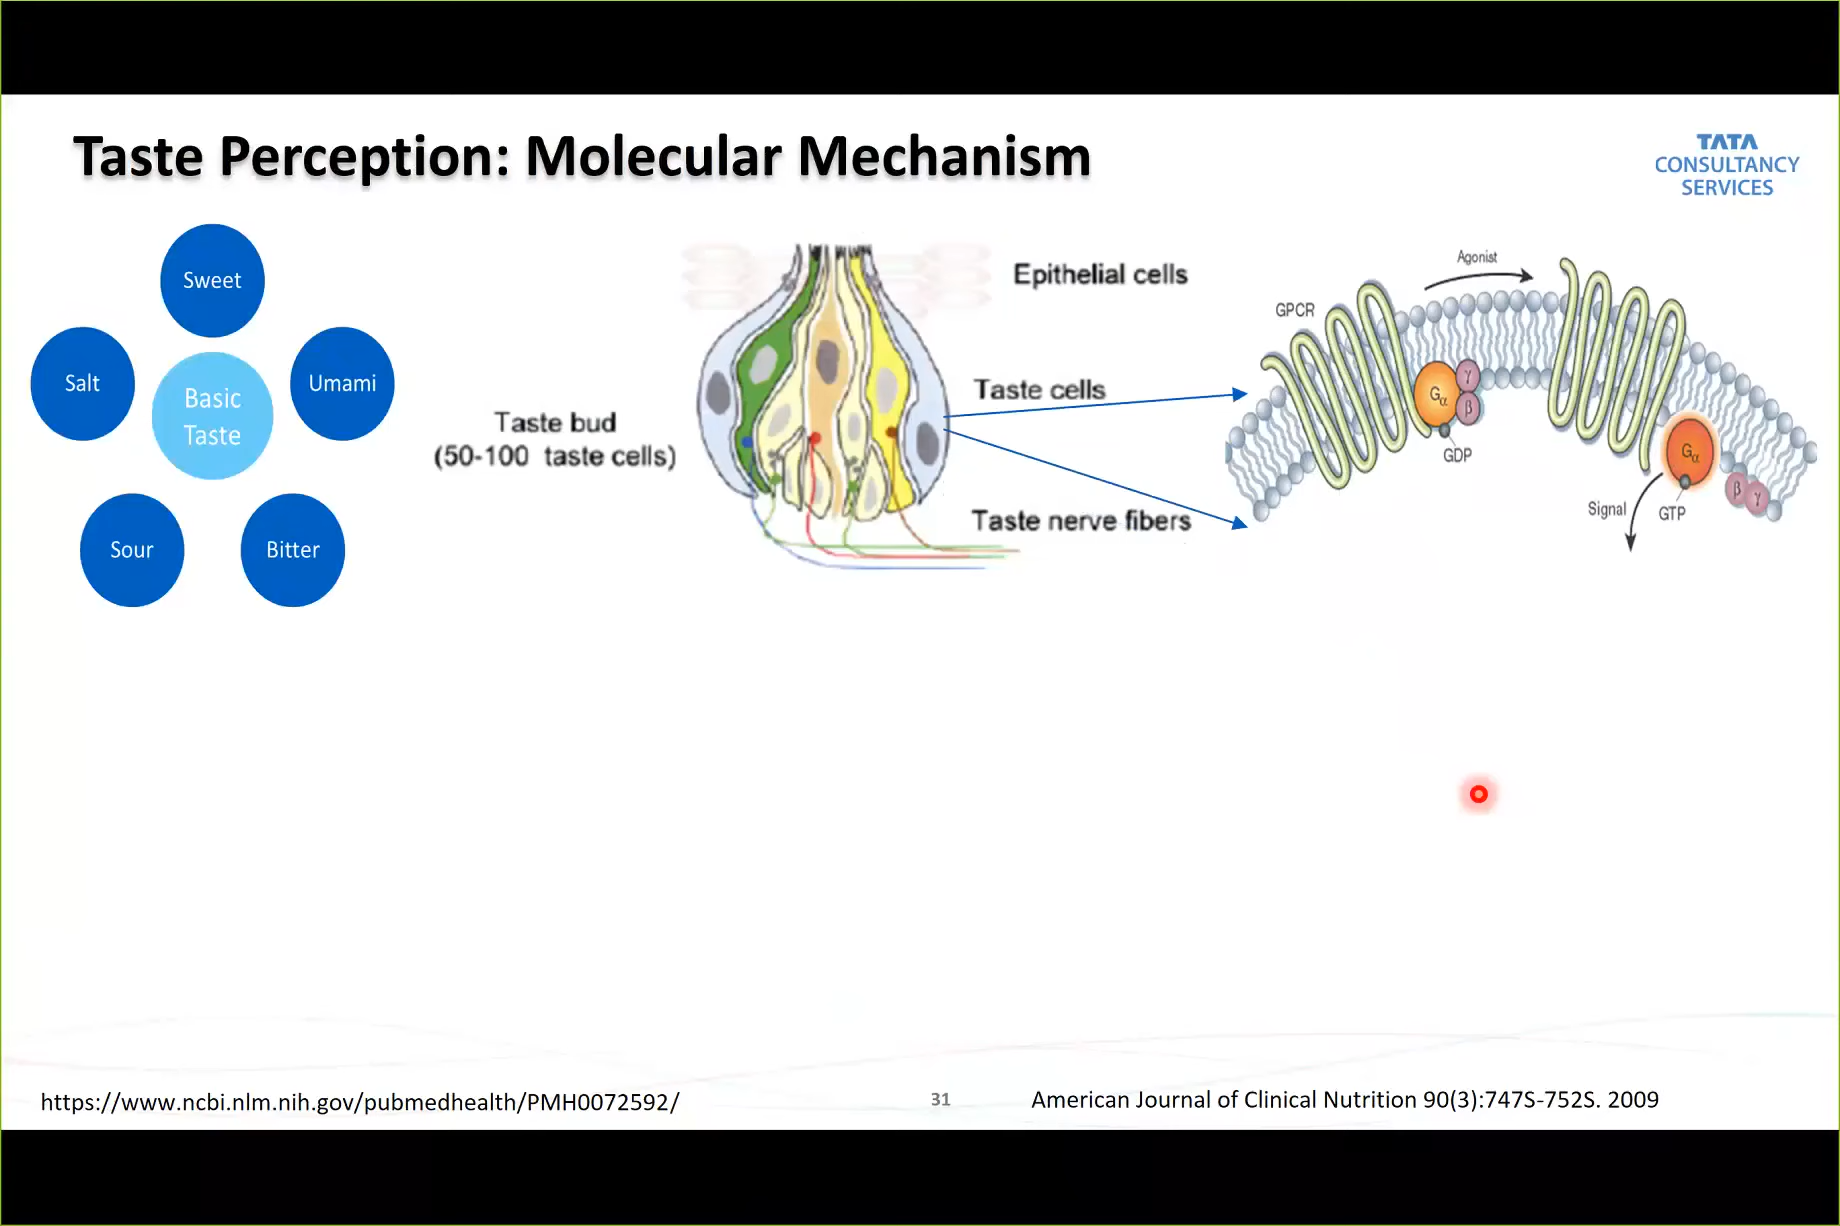 Taste Perception: Molecular Mechanism
TATA
CONSULTANCY
SERVICES
Sweet
Salt
Umami
Basic
Taste
Sour
Bitter
Taste bud
(50-100 taste cells)
Epithelial cells
Taste cells
Taste nerve fibers
Agonist
GPCR
Gα
γ
β
GDP
Gα
β
γ
Signal
GTP
https://www.ncbi.nlm.nih.gov/pubmedhealth/PMH0072592/
31
American Journal of Clinical Nutrition 90(3):747S-752S. 2009